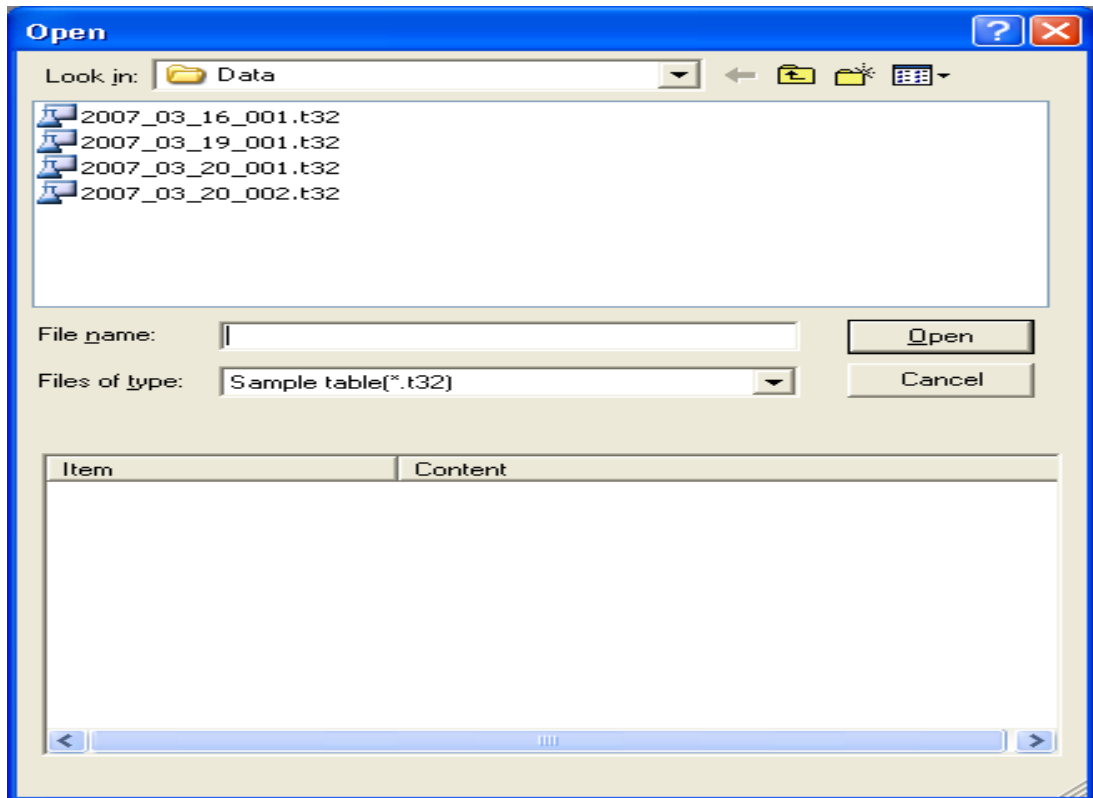 Open
Look in: Data
2007_03_16_001.t32
2007_03_19_001.t32
2007_03_20_001.t32
2007_03_20_002.t32
File name: Open
Files of type: Sample table(*.t32) Cancel
Item Content